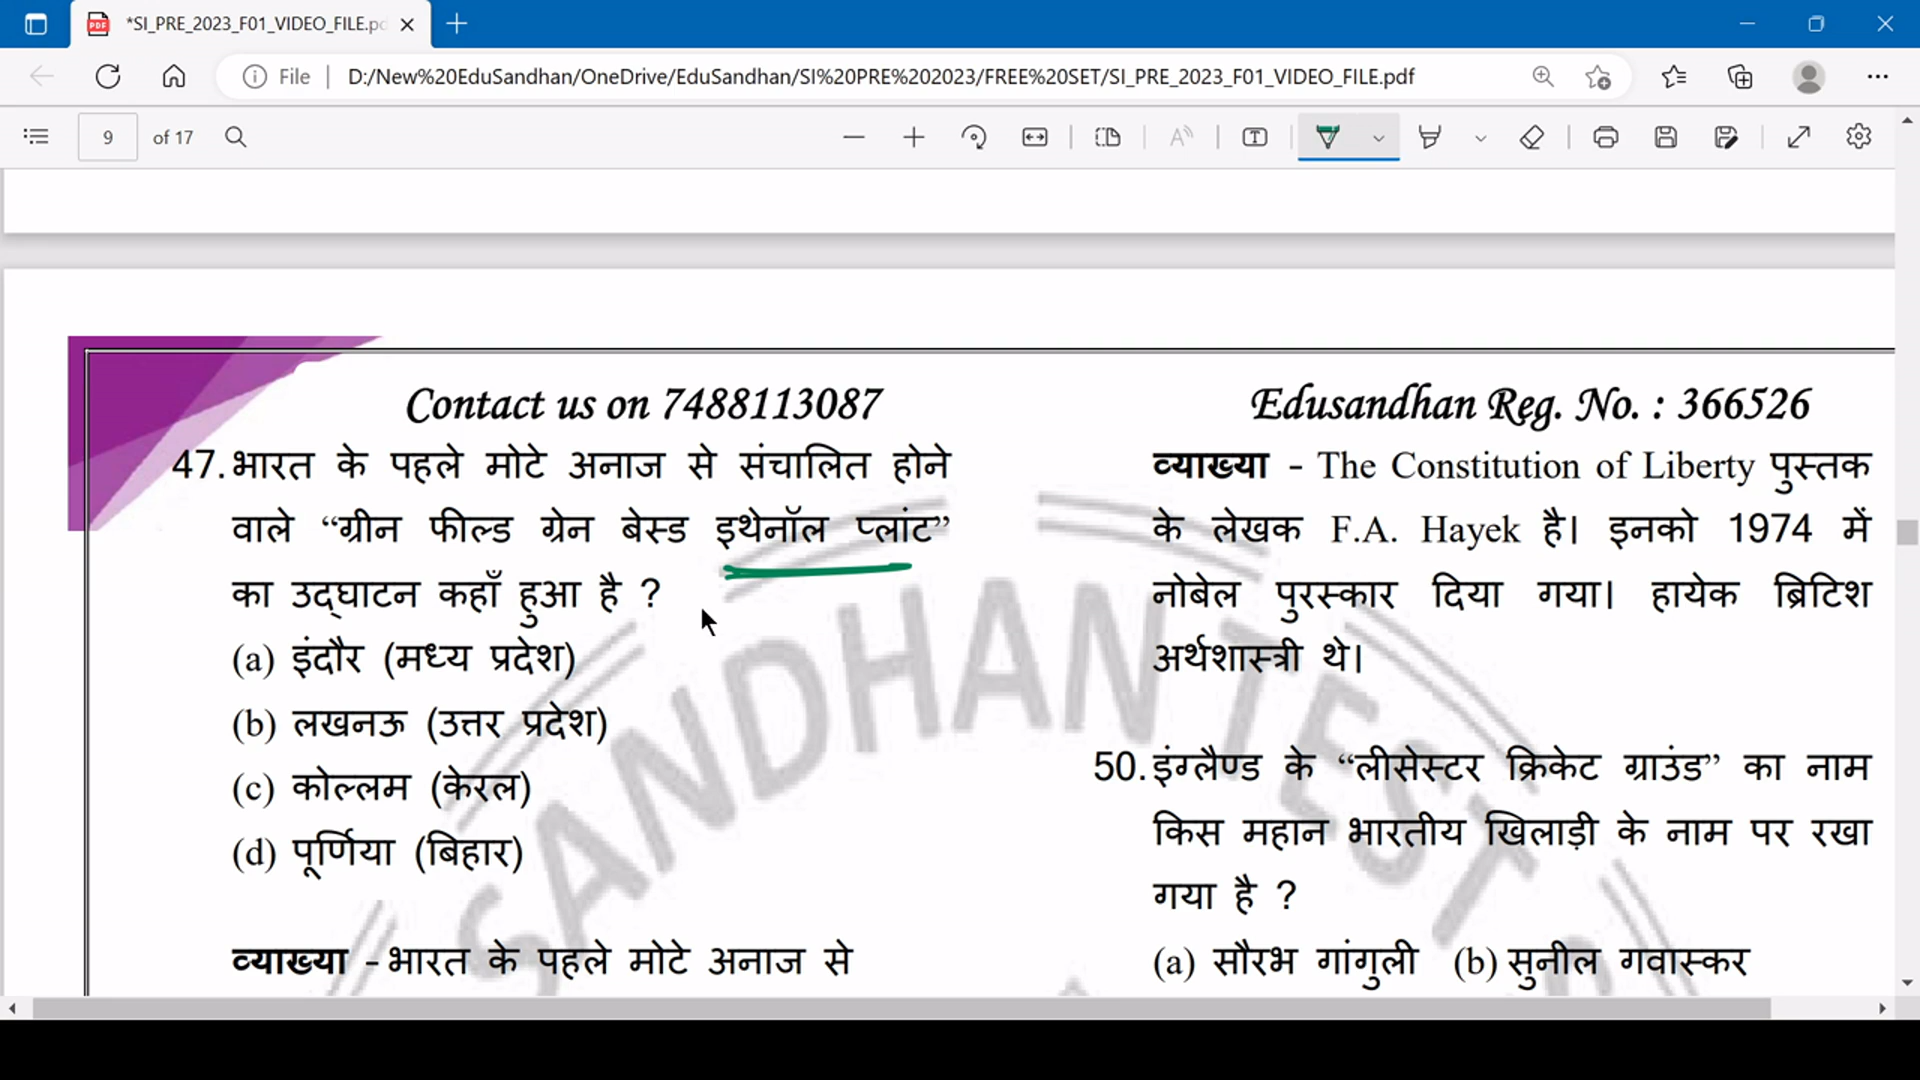 *SI_PRE_2023_F01_VIDEO_FILE.pd
File | D:/New%20EduSandhan/OneDrive/EduSandhan/SI%20PRE%202023/FREE%20SET/SI_PRE_2023_F01_VIDEO_FILE.pdf
9 of 17
Contact us on 7488113087
47. भारत के पहले मोटे अनाज से संचालित होने
वाले “ग्रीन फील्ड ग्रेन बेस्ड इथेनॉल प्लांट”
का उद्घाटन कहाँ हुआ है ?
(a) इंदौर (मध्य प्रदेश)
(b) लखनऊ (उत्तर प्रदेश)
(c) कोल्लम (केरल)
(d) पूर्णिया (बिहार)
व्याख्या - भारत के पहले मोटे अनाज से
Edusandhan Reg. No. : 366526
व्याख्या - The Constitution of Liberty पुस्तक
के लेखक F.A. Hayek है। इनको 1974 में
नोबेल पुरस्कार दिया गया। हायेक ब्रिटिश
अर्थशास्त्री थे।
50. इंग्लैण्ड के “लीसेस्टर क्रिकेट ग्राउंड” का नाम
किस महान भारतीय खिलाड़ी के नाम पर रखा
गया है ?
(a) सौरभ गांगुली (b) सुनील गवास्कर
SANDHAN TEST